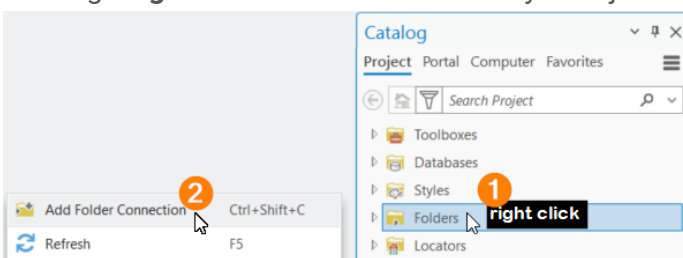 Catalog
Project Portal Computer Favorites
Search Project
Toolboxes
Databases
Styles
1
Folders right click
Locators
2
Add Folder Connection Ctrl+Shift+C
Refresh F5